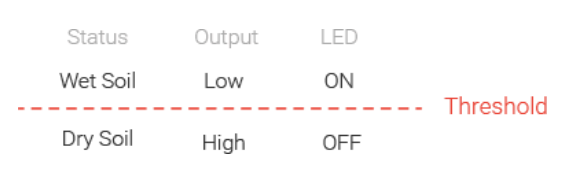 Status Output LED
Wet Soil Low ON
Threshold
Dry Soil High OFF